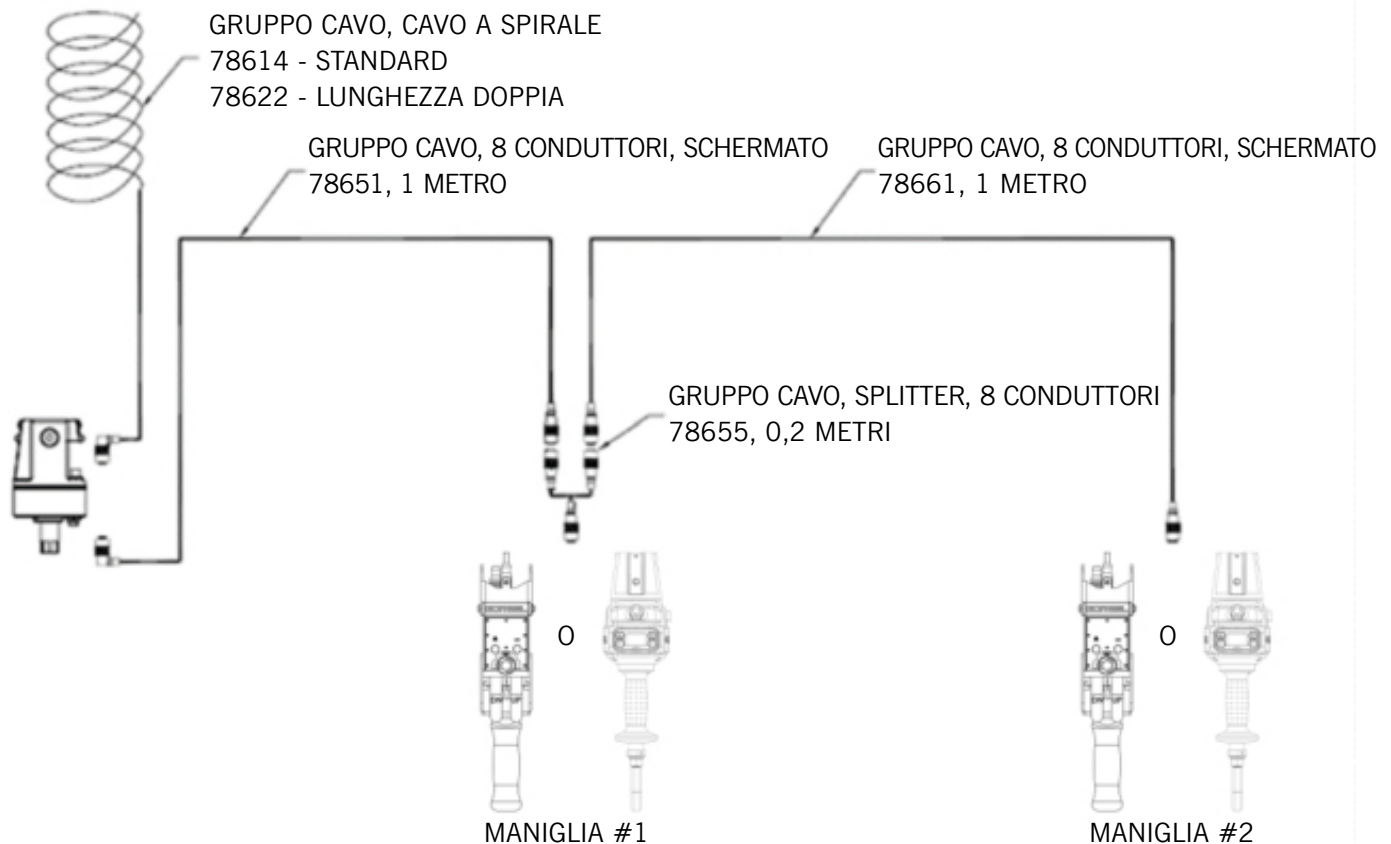 GRUPPO CAVO, CAVO A SPIRALE
78614 - STANDARD
78622 - LUNGHEZZA DOPPIA
GRUPPO CAVO, 8 CONDUTTORI, SCHERMATO
78651, 1 METRO
GRUPPO CAVO, 8 CONDUTTORI, SCHERMATO
78661, 1 METRO
GRUPPO CAVO, SPLITTER, 8 CONDUTTORI
78655, 0,2 METRI
O
O
MANIGLIA #1
MANIGLIA #2